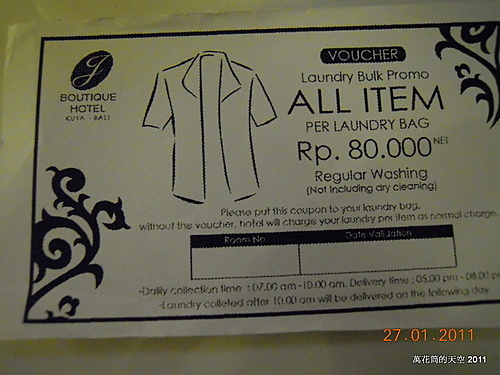 J
BOUTIQUE
HOTEL
KUTA - BALI
VOUCHER
Laundry Bulk Promo
ALL ITEM
PER LAUNDRY BAG
Rp. 80.000 NET
Regular Washing
(Not Including dry cleaning)
Please put this coupon to your laundry bag,
without the voucher, hotel will charge your laundry per item as normal charge.
Room No
Date Validation
-Dailly collection time : 07.00 am -10.00 am. Delivery time : 05.00 pm - 08.00 pm
-Laundry colleted after 10.00 am will be delivered on the following day
27.01.2011
萬花筒的天空 2011